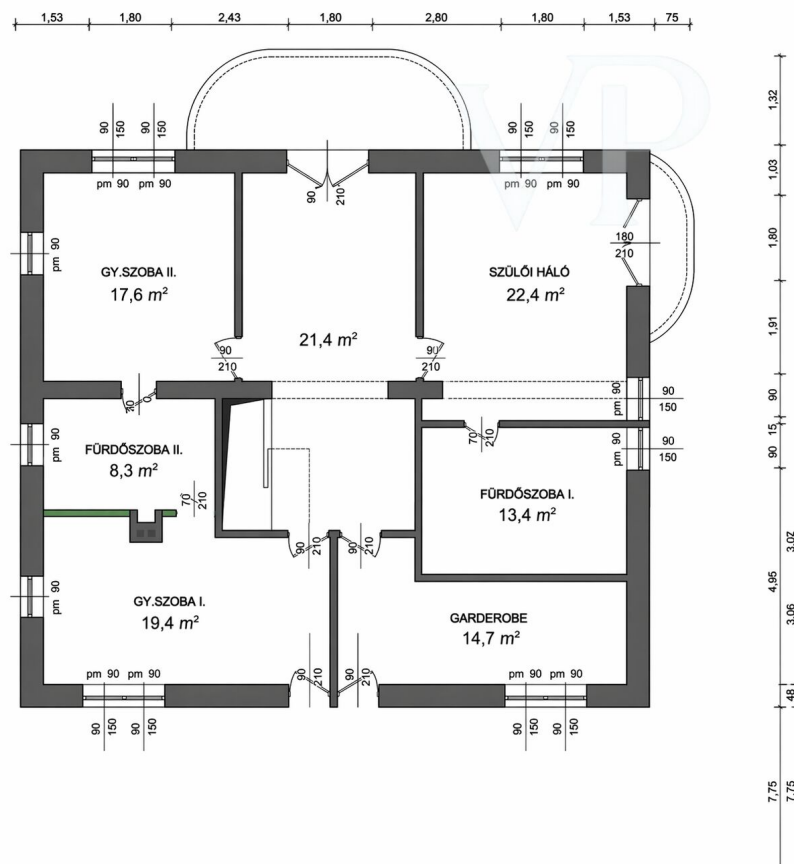 1,53 1,80 2,43 1,80 2,80 1,80 1,53 75
VP
90 150 90 150
90 150 90 150
pm 90 pm 90
90 210
pm 90 pm 90
1,32
1,03
1,80
1,91
90
15
90
3,02
4,95
3,06
48
7,75
7,75
pm 90
180
210
GY.SZOBA II.
17,6 m²
SZÜLŐI HÁLÓ
22,4 m²
21,4 m²
90
210
90
210
pm 90
90
150
70 210
pm 90
90
150
pm 90
FÜRDŐSZOBA II.
8,3 m²
70 210
FÜRDŐSZOBA I.
13,4 m²
90 210
90 210
pm 90
GY.SZOBA I.
19,4 m²
GARDEROBE
14,7 m²
pm 90 pm 90
90 210
90 210
pm 90 pm 90
90 150 90 150
90 150 90 150